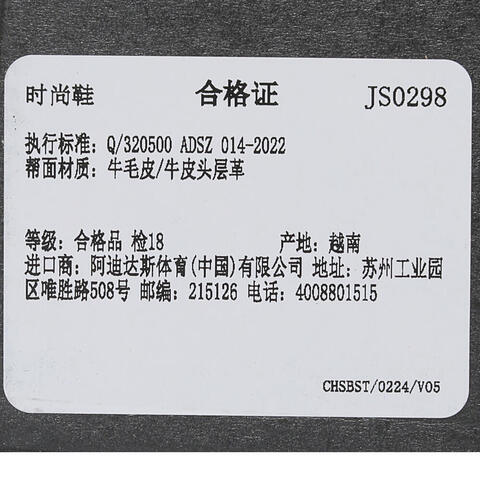 时尚鞋 合格证 JS0298
执行标准: Q/320500 ADSZ 014-2022
帮面材质: 牛毛皮/牛皮头层革
等级: 合格品 检18 产地: 越南
进口商: 阿迪达斯体育(中国)有限公司 地址: 苏州工业园
区唯胜路508号 邮编: 215126 电话: 4008801515
CHSBST/0224/V05